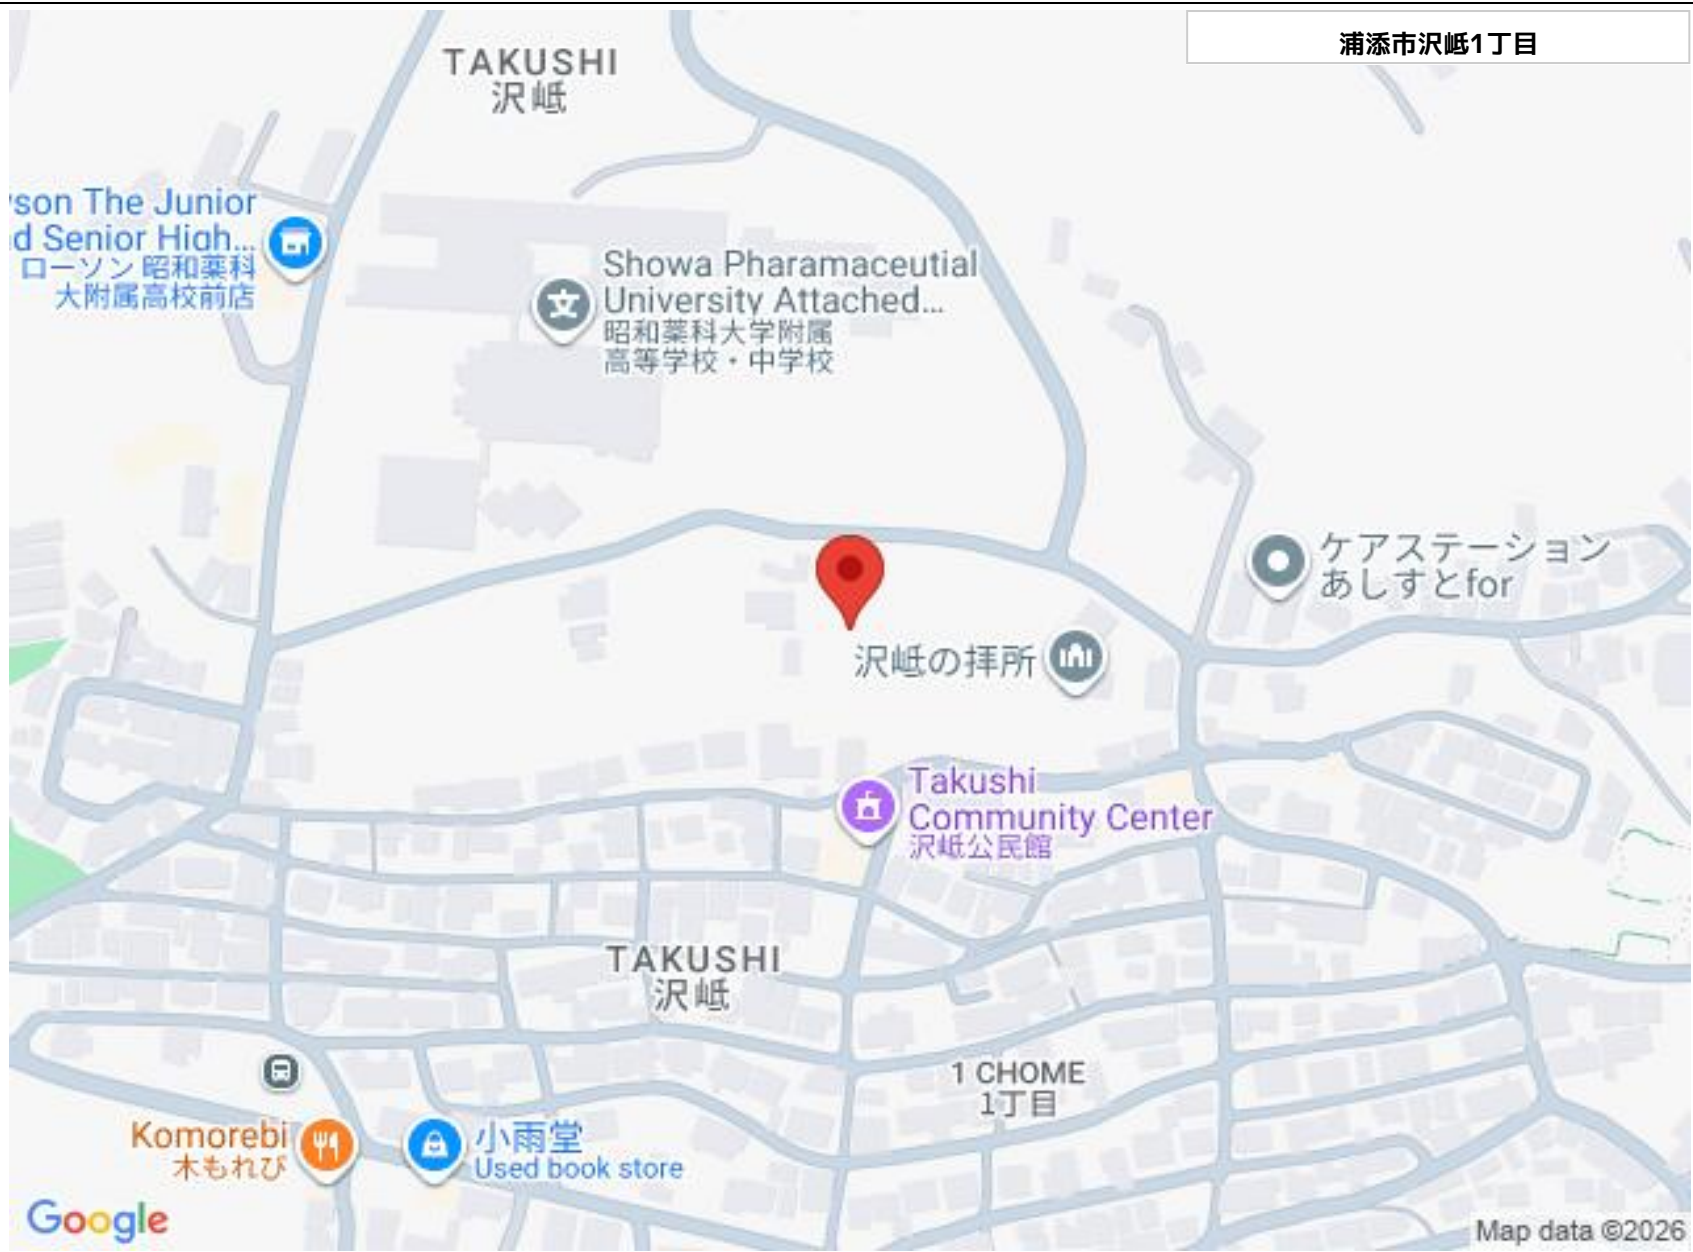 浦添市沢岻1丁目
TAKUSHI
沢岻
son The Junior
d Senior High...
ローソン 昭和薬科
大附属高校前店
Showa Pharamaceutial
University Attached...
昭和薬科大学附属
高等学校・中学校
ケアステーション
あしすとfor
沢岻の拝所
Takushi
Community Center
沢岻公民館
TAKUSHI
沢岻
1 CHOME
1丁目
Komorebi
木もれび
小雨堂
Used book store
Google
Map data ©2026